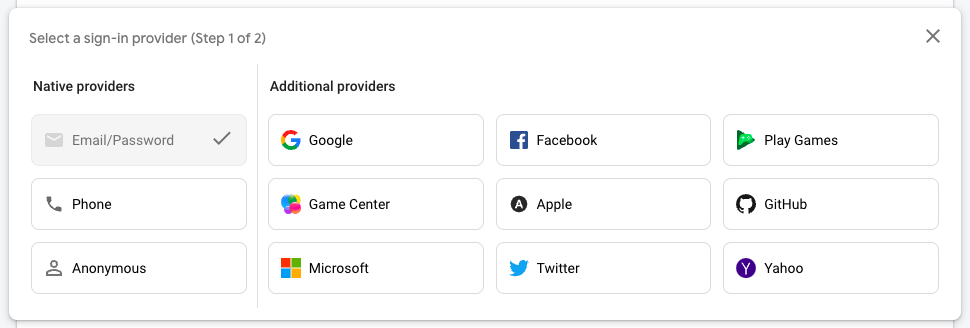 Select a sign-in provider (Step 1 of 2)
Native providers
Additional providers
Email/Password
Google
Facebook
Play Games
Phone
Game Center
Apple
GitHub
Anonymous
Microsoft
Twitter
Yahoo